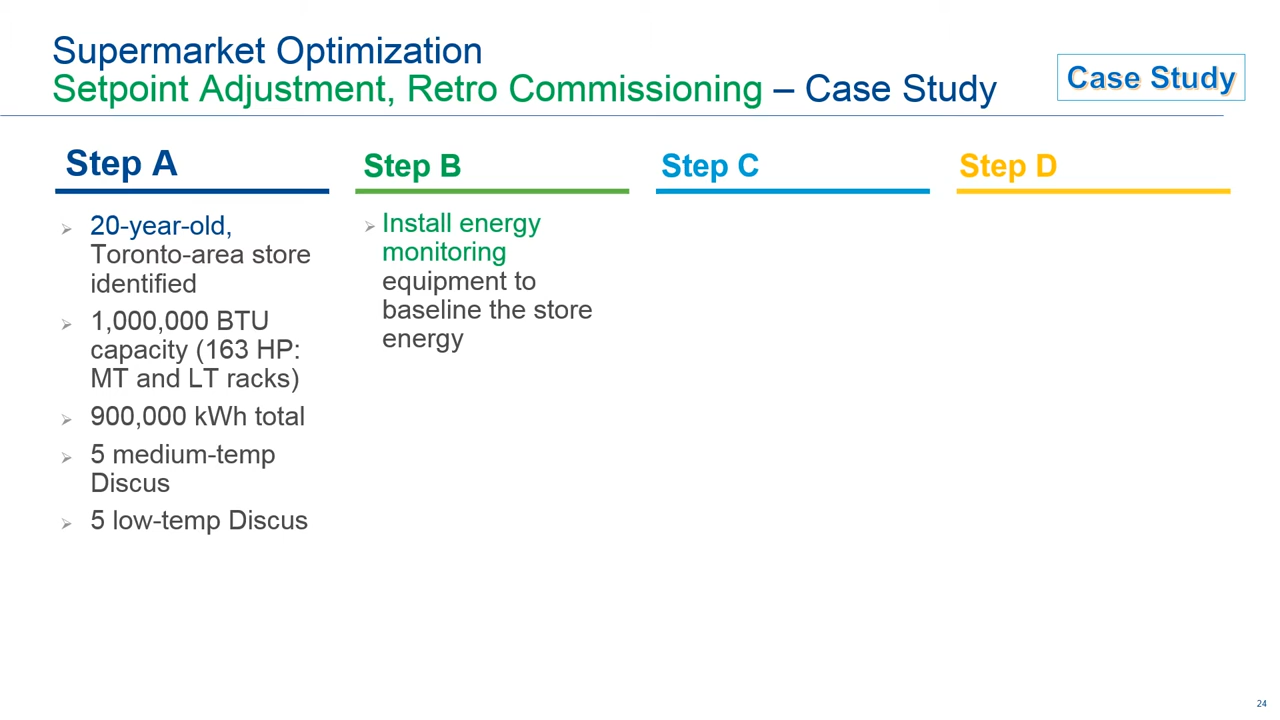 Supermarket Optimization
Setpoint Adjustment, Retro Commissioning – Case Study
Case Study
Step A
20-year-old,
Toronto-area store
identified
1,000,000 BTU
capacity (163 HP:
MT and LT racks)
900,000 kWh total
5 medium-temp
Discus
5 low-temp Discus
Step B
Install energy
monitoring
equipment to
baseline the store
energy
Step C
Step D
24